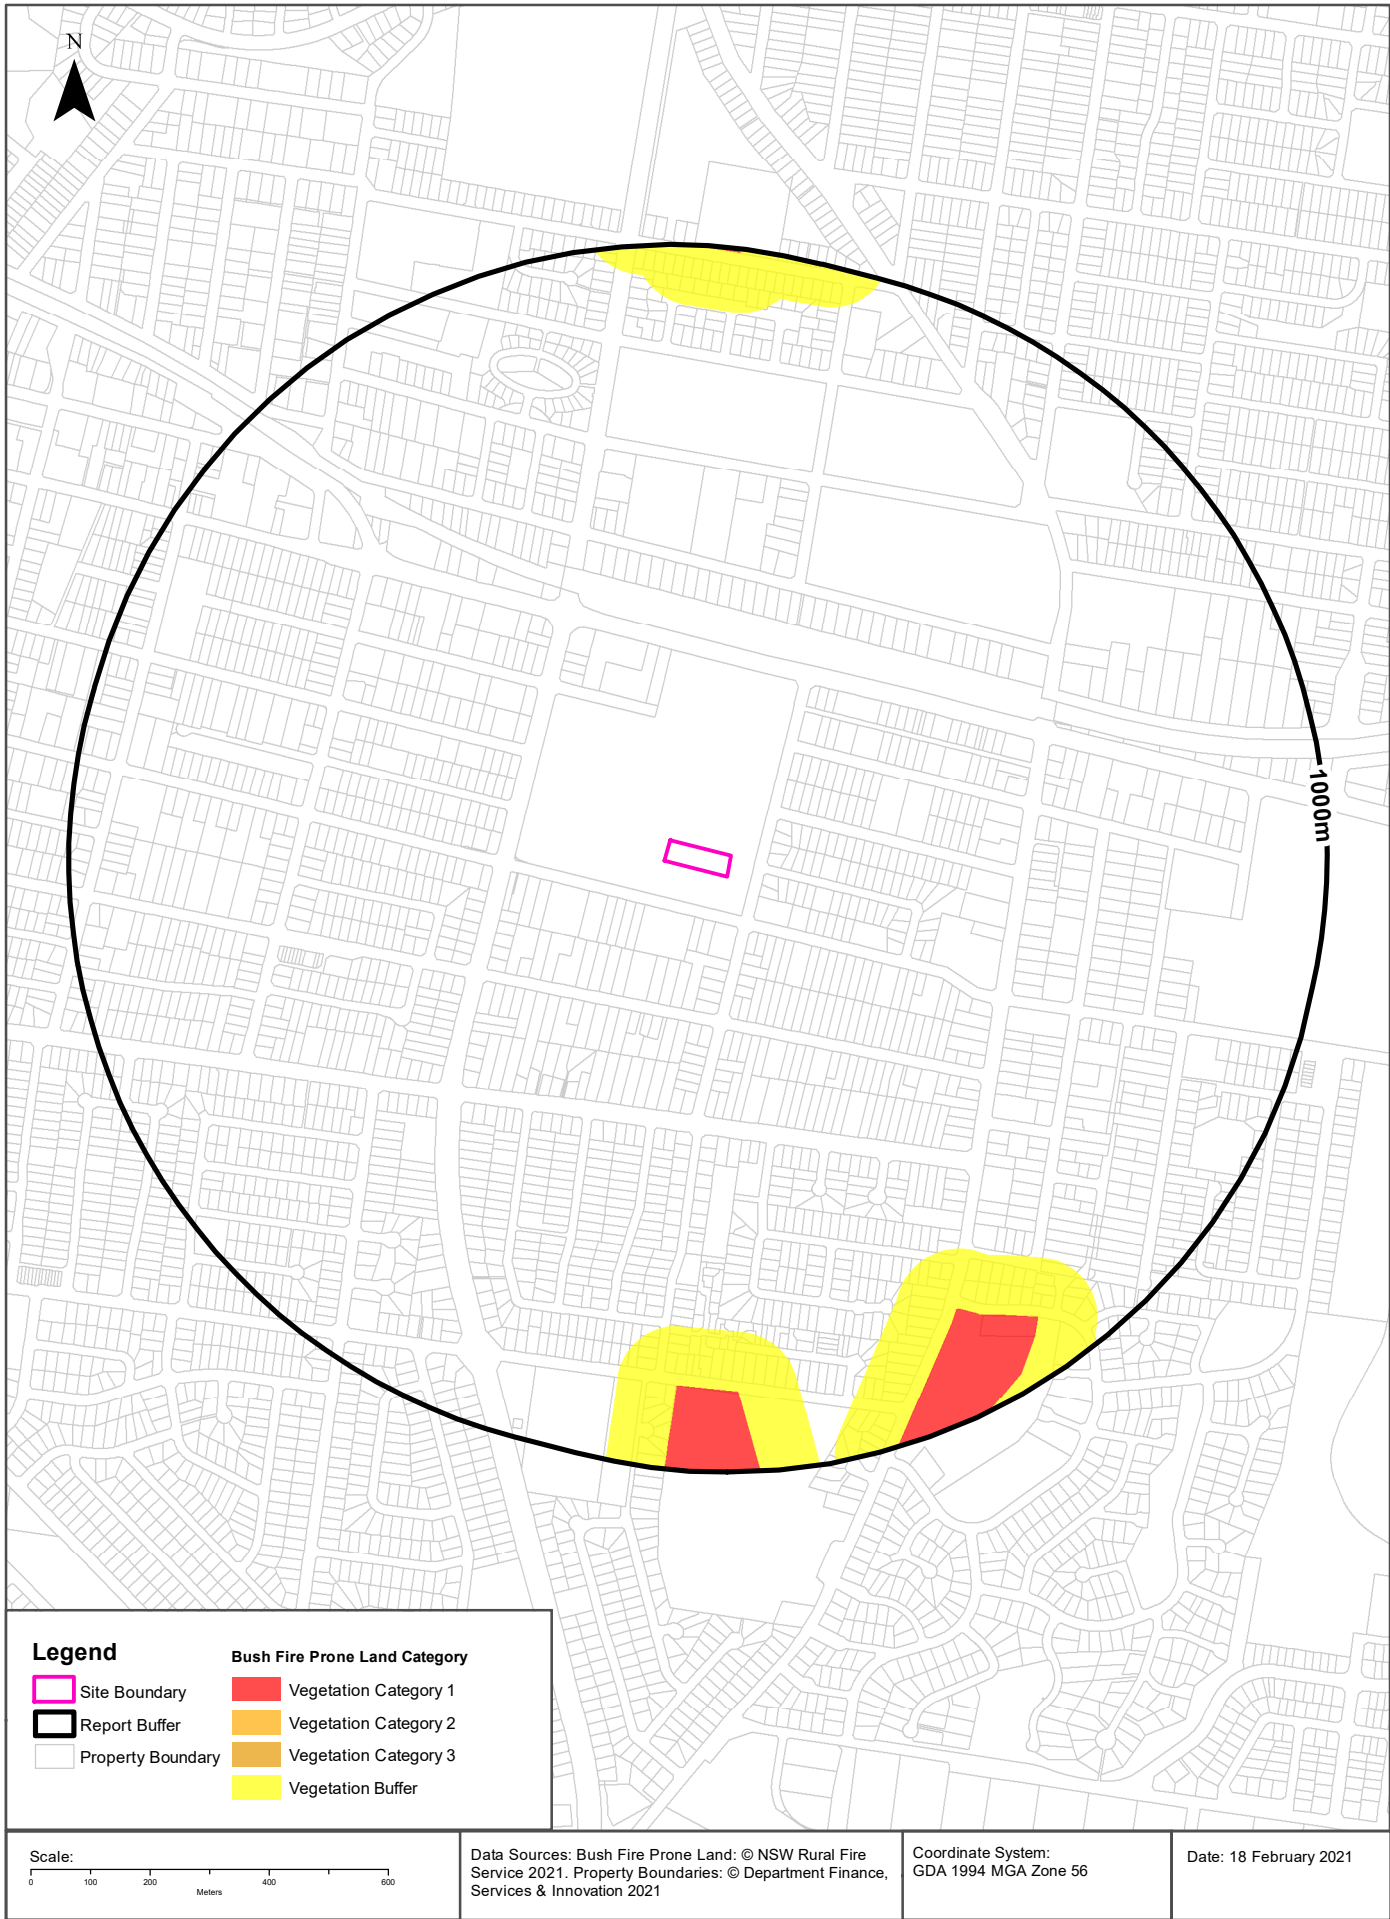 N
1000m
Legend
Site Boundary
Report Buffer
Property Boundary
Bush Fire Prone Land Category
Vegetation Category 1
Vegetation Category 2
Vegetation Category 3
Vegetation Buffer
Scale:
0 100 200 400 600
Meters
Data Sources: Bush Fire Prone Land: © NSW Rural Fire
Service 2021. Property Boundaries: © Department Finance,
Services & Innovation 2021
Coordinate System:
GDA 1994 MGA Zone 56
Date: 18 February 2021